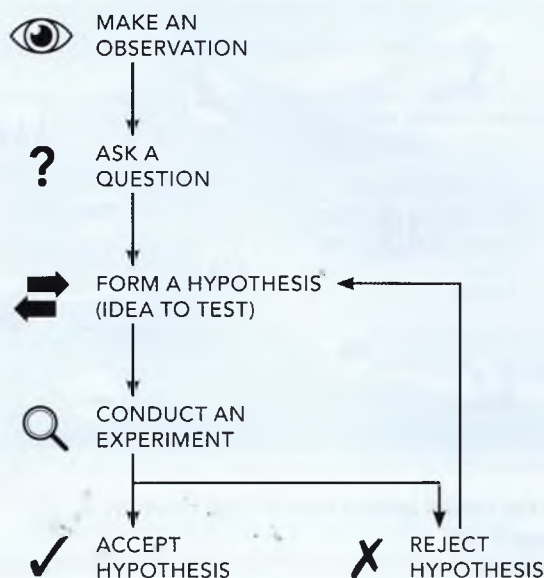 MAKE AN
OBSERVATION
?
ASK A
QUESTION
FORM A HYPOTHESIS
(IDEA TO TEST)
CONDUCT AN
EXPERIMENT
ACCEPT
HYPOTHESIS
REJECT
HYPOTHESIS